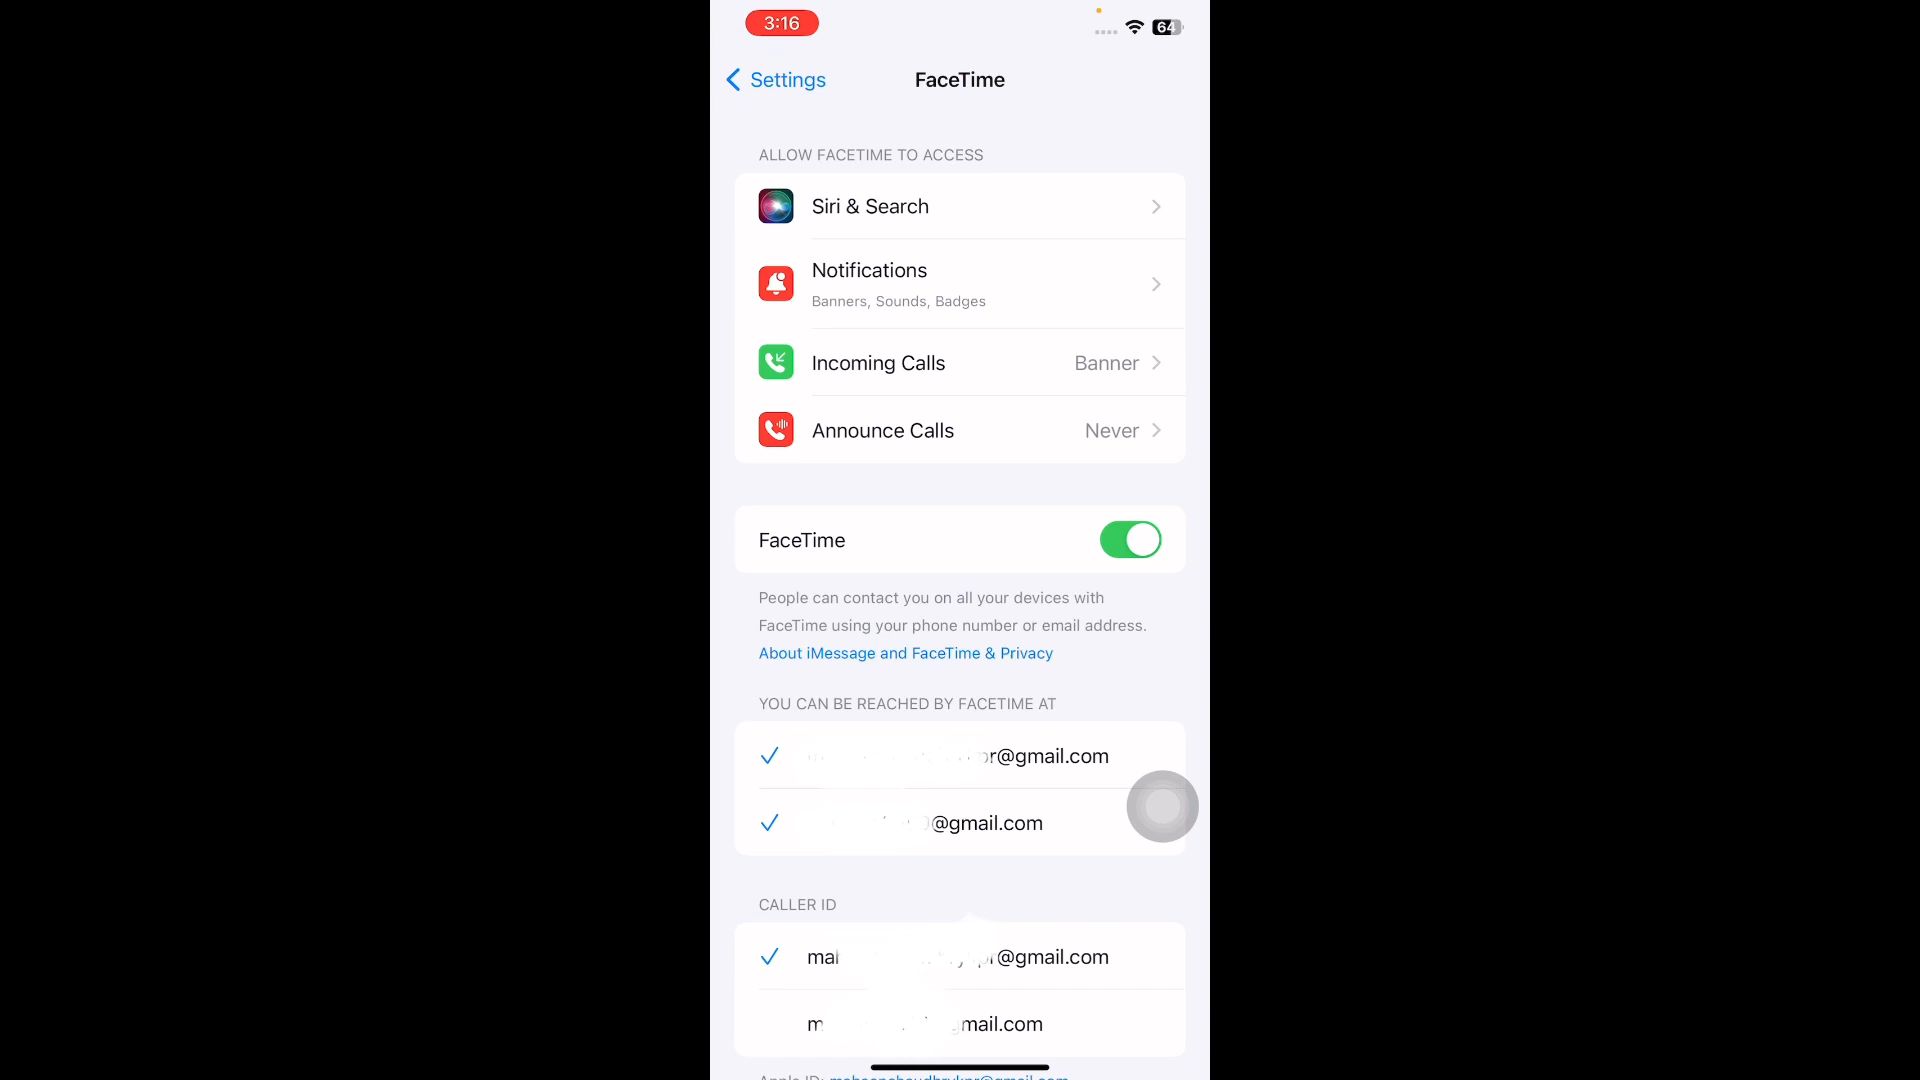 3:16
64
Settings
FaceTime
ALLOW FACETIME TO ACCESS
Siri & Search
Notifications
Banners, Sounds, Badges
Incoming Calls
Banner
Announce Calls
Never
FaceTime
People can contact you on all your devices with
FaceTime using your phone number or email address.
About iMessage and FaceTime & Privacy
YOU CAN BE REACHED BY FACETIME AT
@gmail.com
@gmail.com
CALLER ID
@gmail.com
gmail.com
Apple ID: